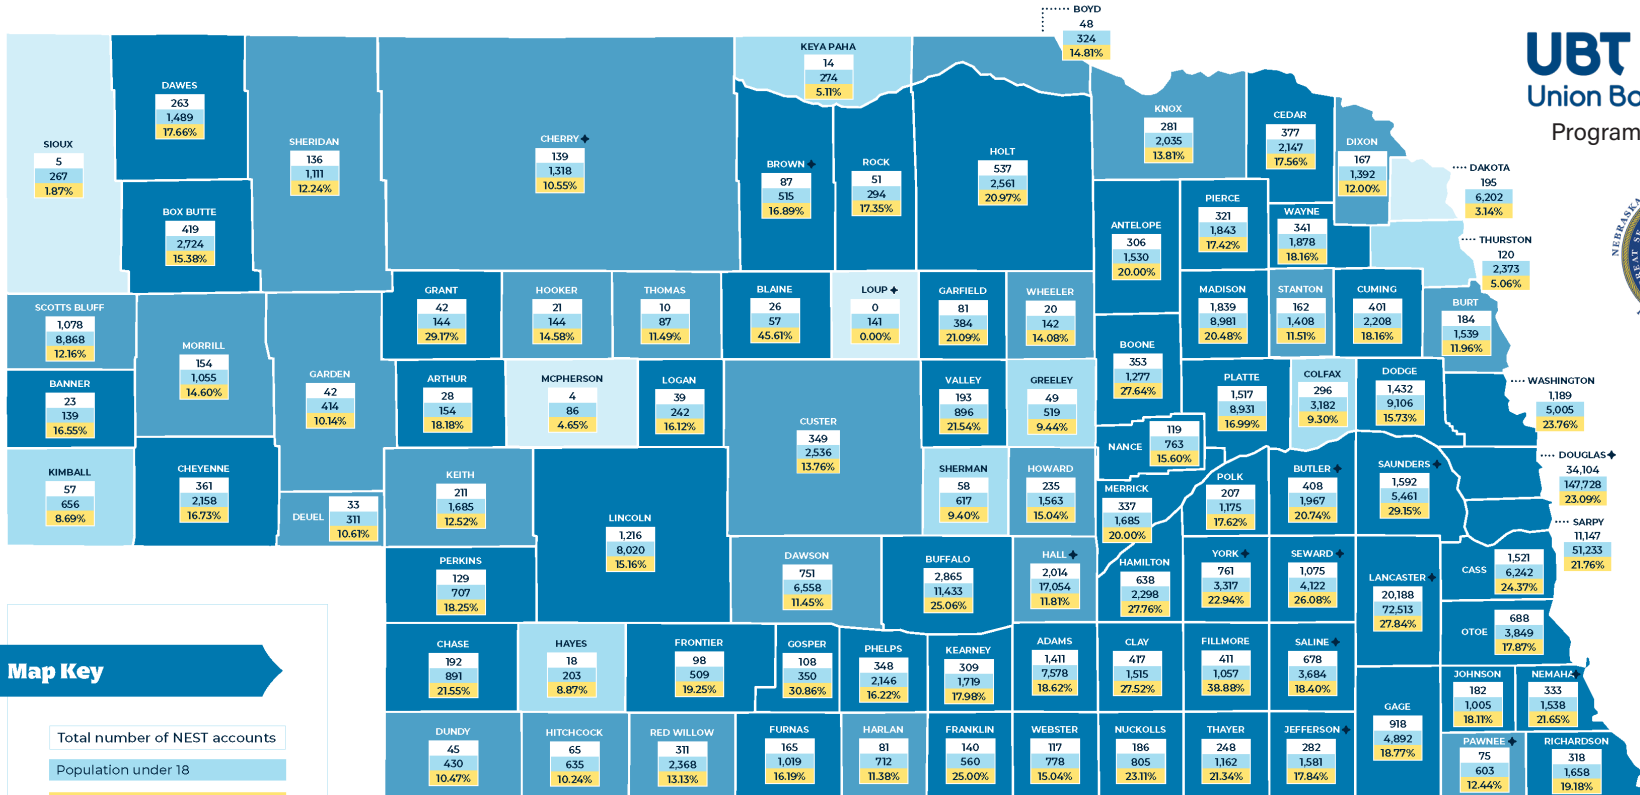 BOYD
48
324
14.81%
UBT
Union Ba
Program
KEYA PAHA
14
274
5.11%
DAWES
263
1,489
17.66%
SIOUX
5
267
1.87%
SHERIDAN
136
1,111
12.24%
CHERRY
139
1,318
10.55%
BROWN
87
515
16.89%
ROCK
51
294
17.35%
HOLT
537
2,561
20.97%
KNOX
281
2,035
13.81%
CEDAR
377
2,147
17.56%
DIXON
167
1,392
12.00%
DAKOTA
195
6,202
3.14%
NEBRASKA
BOX BUTTE
419
2,724
15.38%
ANTELOPE
306
1,530
20.00%
PIERCE
321
1,843
17.42%
WAYNE
341
1,878
18.16%
THURSTON
120
2,373
5.06%
SCOTTS BLUFF
1,078
8,868
12.16%
GRANT
42
144
29.17%
HOOKER
21
144
14.58%
THOMAS
10
87
11.49%
BLAINE
26
57
45.61%
LOUP
0
141
0.00%
GARFIELD
81
384
21.09%
WHEELER
20
142
14.08%
MADISON
1,839
8,981
20.48%
STANTON
162
1,408
11.51%
CUMING
401
2,208
18.16%
BURT
184
1,539
11.96%
MORRILL
154
1,055
14.60%
BOONE
353
1,277
27.64%
BANNER
23
139
16.55%
GARDEN
42
414
10.14%
ARTHUR
28
154
18.18%
MCPHERSON
4
86
4.65%
LOGAN
39
242
16.12%
CUSTER
349
2,536
13.76%
VALLEY
193
896
21.54%
GREELEY
49
519
9.44%
PLATTE
1,517
8,931
16.99%
COLFAX
296
3,182
9.30%
DODGE
1,432
9,106
15.73%
WASHINGTON
1,189
5,005
23.76%
NANCE
119
763
15.60%
KIMBALL
57
656
8.69%
CHEYENNE
361
2,158
16.73%
DEUEL
33
311
10.61%
KEITH
211
1,685
12.52%
LINCOLN
1,216
8,020
15.16%
SHERMAN
58
617
9.40%
HOWARD
235
1,563
15.04%
MERRICK
337
1,685
20.00%
POLK
207
1,175
17.62%
BUTLER
408
1,967
20.74%
SAUNDERS
1,592
5,461
29.15%
DOUGLAS
34,104
147,728
23.09%
SARPY
11,147
51,233
21.76%
PERKINS
129
707
18.25%
DAWSON
751
6,558
11.45%
BUFFALO
2,865
11,433
25.06%
HALL
2,014
17,054
11.81%
HAMILTON
638
2,298
27.76%
YORK
761
3,317
22.94%
SEWARD
1,075
4,122
26.08%
LANCASTER
20,188
72,513
27.84%
CASS
1,521
6,242
24.37%
OTOE
688
3,849
17.87%
CHASE
192
891
21.55%
HAYES
18
203
8.87%
FRONTIER
98
509
19.25%
GOSPER
108
350
30.86%
PHELPS
348
2,146
16.22%
KEARNEY
309
1,719
17.98%
ADAMS
1,411
7,578
18.62%
CLAY
417
1,515
27.52%
FILLMORE
411
1,057
38.88%
SALINE
678
3,684
18.40%
GAGE
918
4,892
18.77%
JOHNSON
182
1,005
18.11%
NEMAHA
333
1,538
21.65%
DUNDY
45
430
10.47%
HITCHCOCK
65
635
10.24%
RED WILLOW
311
2,368
13.13%
FURNAS
165
1,019
16.19%
HARLAN
81
712
11.38%
FRANKLIN
140
560
25.00%
WEBSTER
117
778
15.04%
NUCKOLLS
186
805
23.11%
THAYER
248
1,162
21.34%
JEFFERSON
282
1,581
17.84%
PAWNEE
75
603
12.44%
RICHARDSON
318
1,658
19.18%
Map Key
Total number of NEST accounts
Population under 18